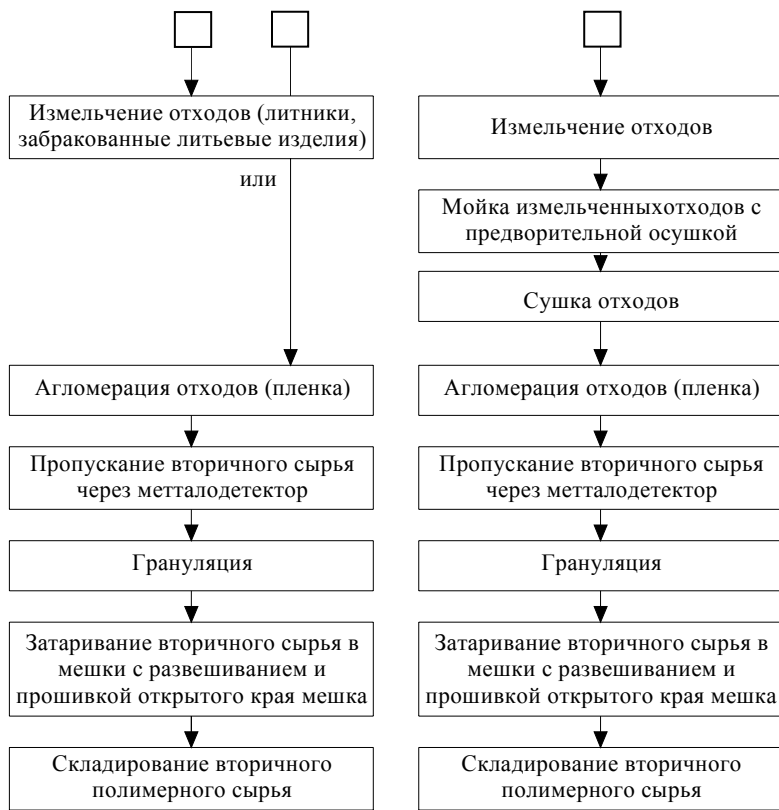 Измельчение отходов (литники,
забракованные литьевые изделия)
или
Агломерация отходов (пленка)
Пропускание вторичного сырья
через метталодетектор
Грануляция
Затаривание вторичного сырья в
мешки с развешиванием и
прошивкой открытого края мешка
Складирование вторичного
полимерного сырья
Измельчение отходов
Мойка измельченныхотходов с
предворительной осушкой
Сушка отходов
Агломерация отходов (пленка)
Пропускание вторичного сырья
через метталодетектор
Грануляция
Затаривание вторичного сырья в
мешки с развешиванием и
прошивкой открытого края мешка
Складирование вторичного
полимерного сырья